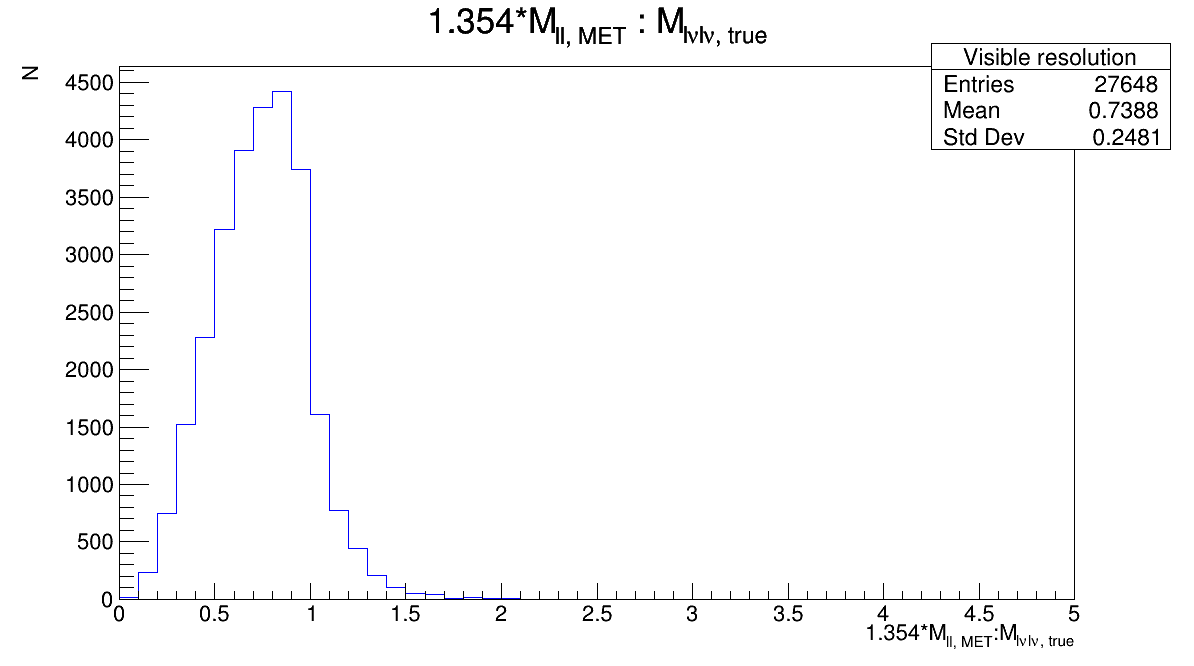 1.354*M_ll, MET : M_lνlν, true
N
Visible resolution
Entries 27648
Mean 0.7388
Std Dev 0.2481
4500
4000
3500
3000
2500
2000
1500
1000
500
0
0 0.5 1 1.5 2 2.5 3 3.5 4 4.5 5
1.354*M_ll, MET:M_lνlν, true